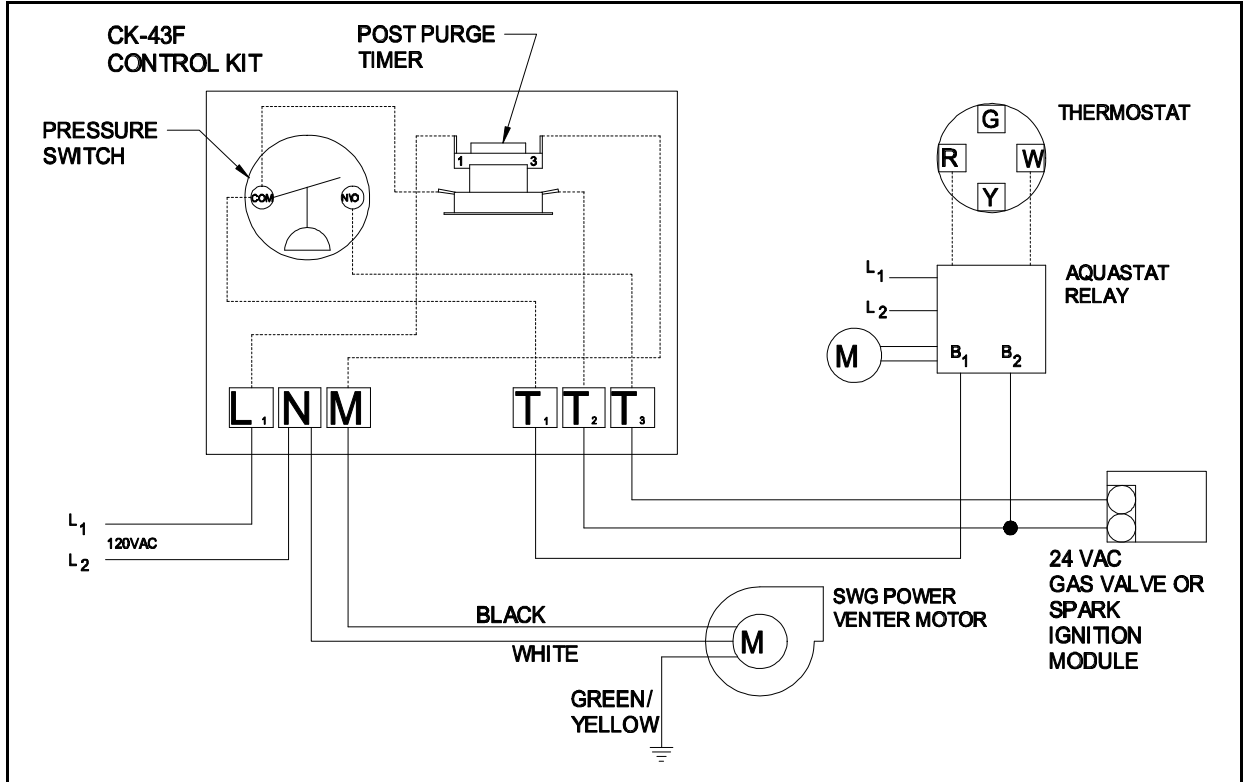 CK-43F
CONTROL KIT
POST PURGE
TIMER
PRESSURE
SWITCH
COM
N\O
1
3
L1
N
M
T1
T2
T3
L1
120VAC
L2
THERMOSTAT
G
R
W
Y
AQUASTAT
RELAY
L1
L2
M
B1
B2
24 VAC
GAS VALVE OR
SPARK
IGNITION
MODULE
SWG POWER
VENTER MOTOR
M
BLACK
WHITE
GREEN/
YELLOW